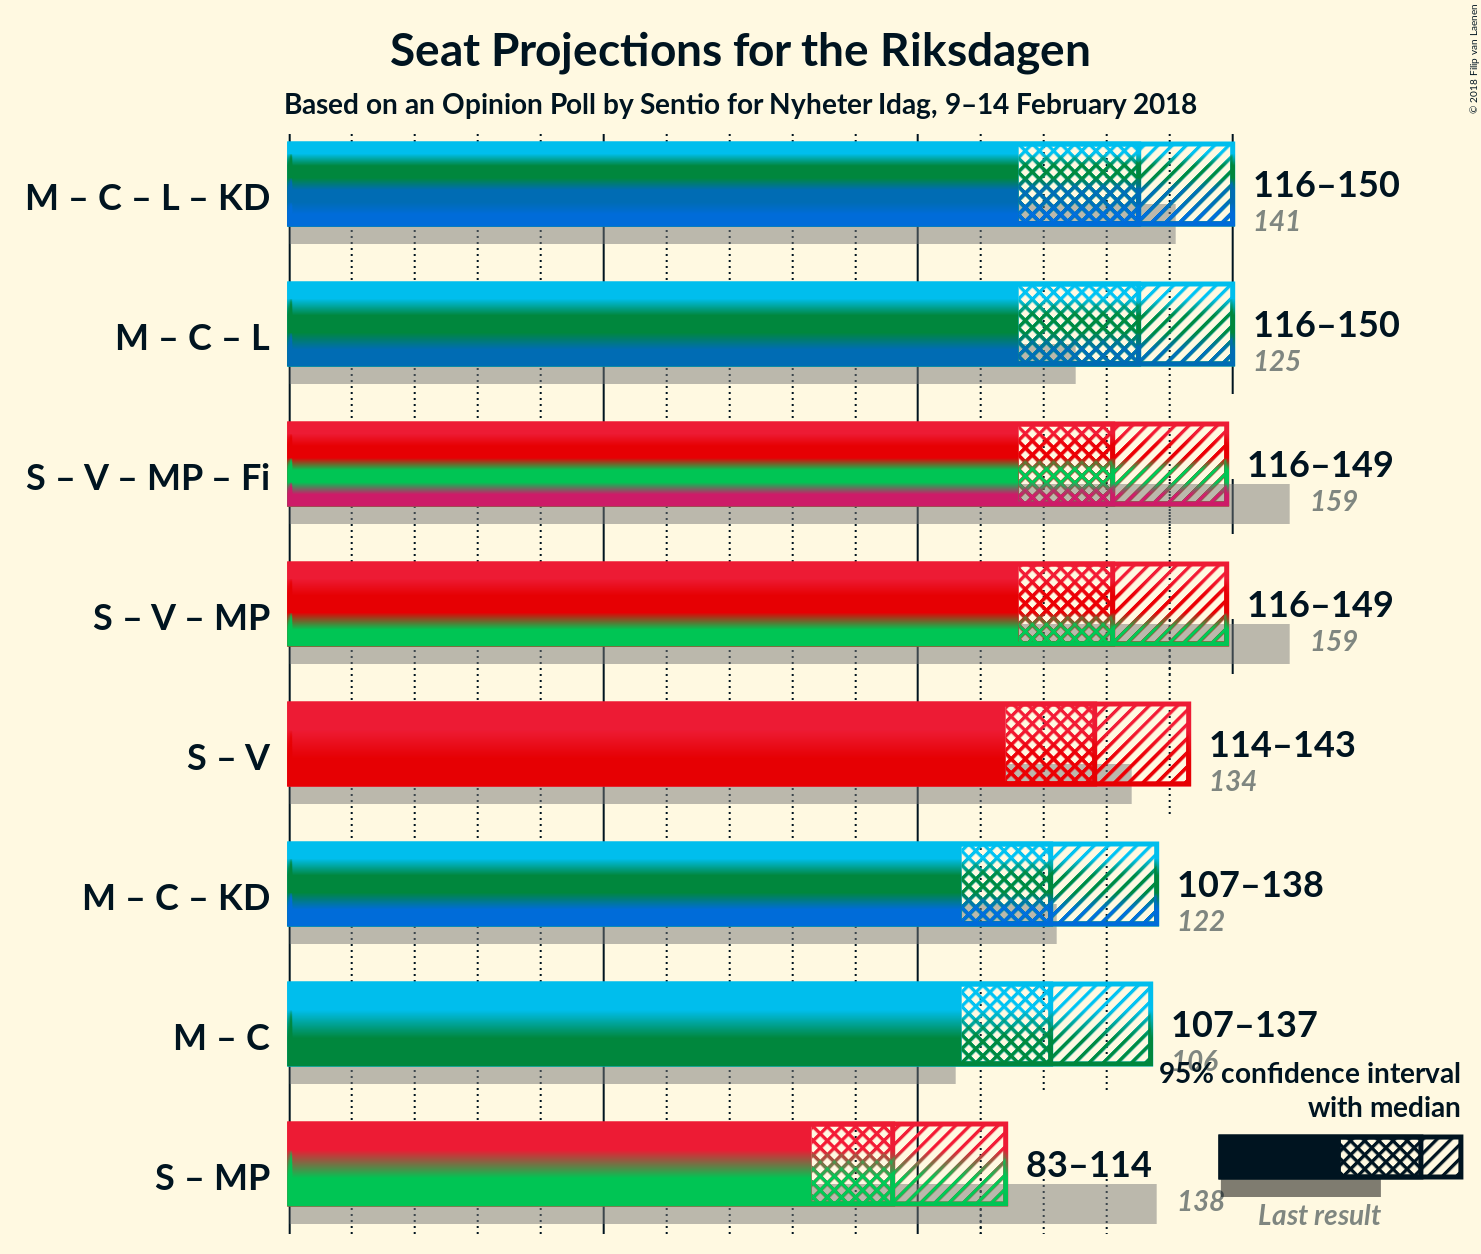 Seat Projections for the Riksdagen
Based on an Opinion Poll by Sentio for Nyheter Idag, 9–14 February 2018
© 2018 Filip van Laenen
M – C – L – KD
116–150
141
M – C – L
116–150
125
S – V – MP – Fi
116–149
159
S – V – MP
116–149
159
S – V
114–143
134
M – C – KD
107–138
122
M – C
107–137
106
S – MP
83–114
138
95% confidence interval
with median
Last result